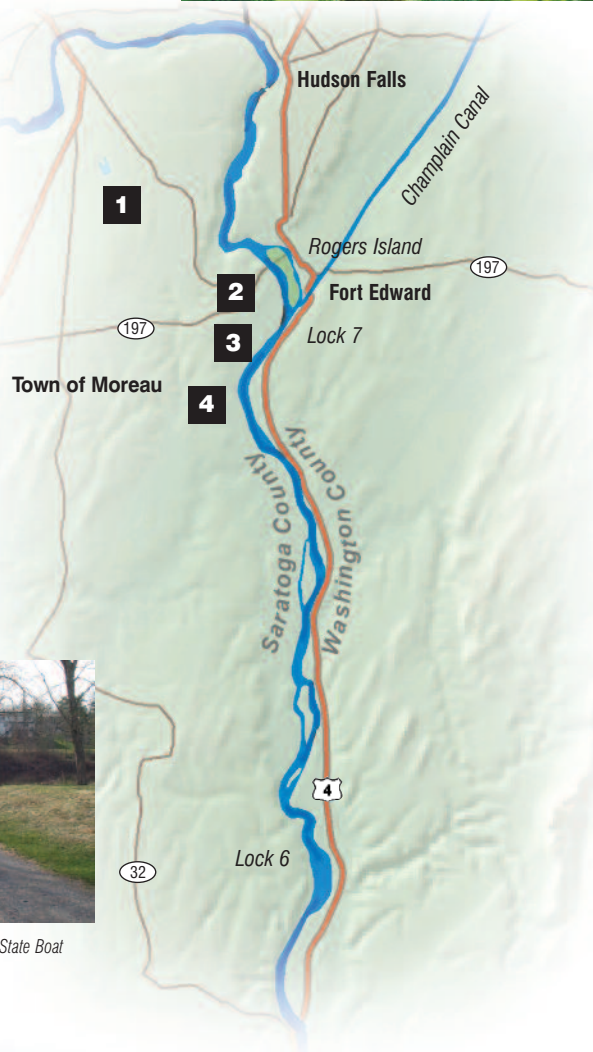 Hudson Falls
Champlain Canal
1
Rogers Island
197
2
Fort Edward
197
3
Lock 7
Town of Moreau
4
Saratoga County
Washington County
4
Lock 6
32
State Boat